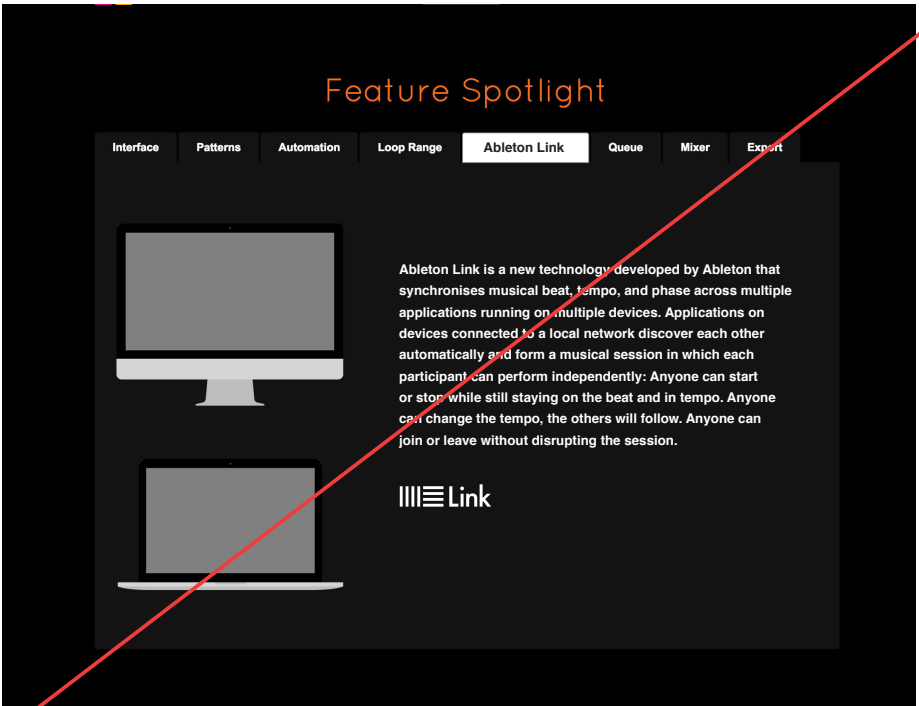 Feature Spotlight
Interface Patterns Automation Loop Range Ableton Link Queue Mixer Export
Ableton Link is a new technology developed by Ableton that
synchronises musical beat, tempo, and phase across multiple
applications running on multiple devices. Applications on
devices connected to a local network discover each other
automatically and form a musical session in which each
participant can perform independently: Anyone can start
or stop while still staying on the beat and in tempo. Anyone
can change the tempo, the others will follow. Anyone can
join or leave without disrupting the session.
Link